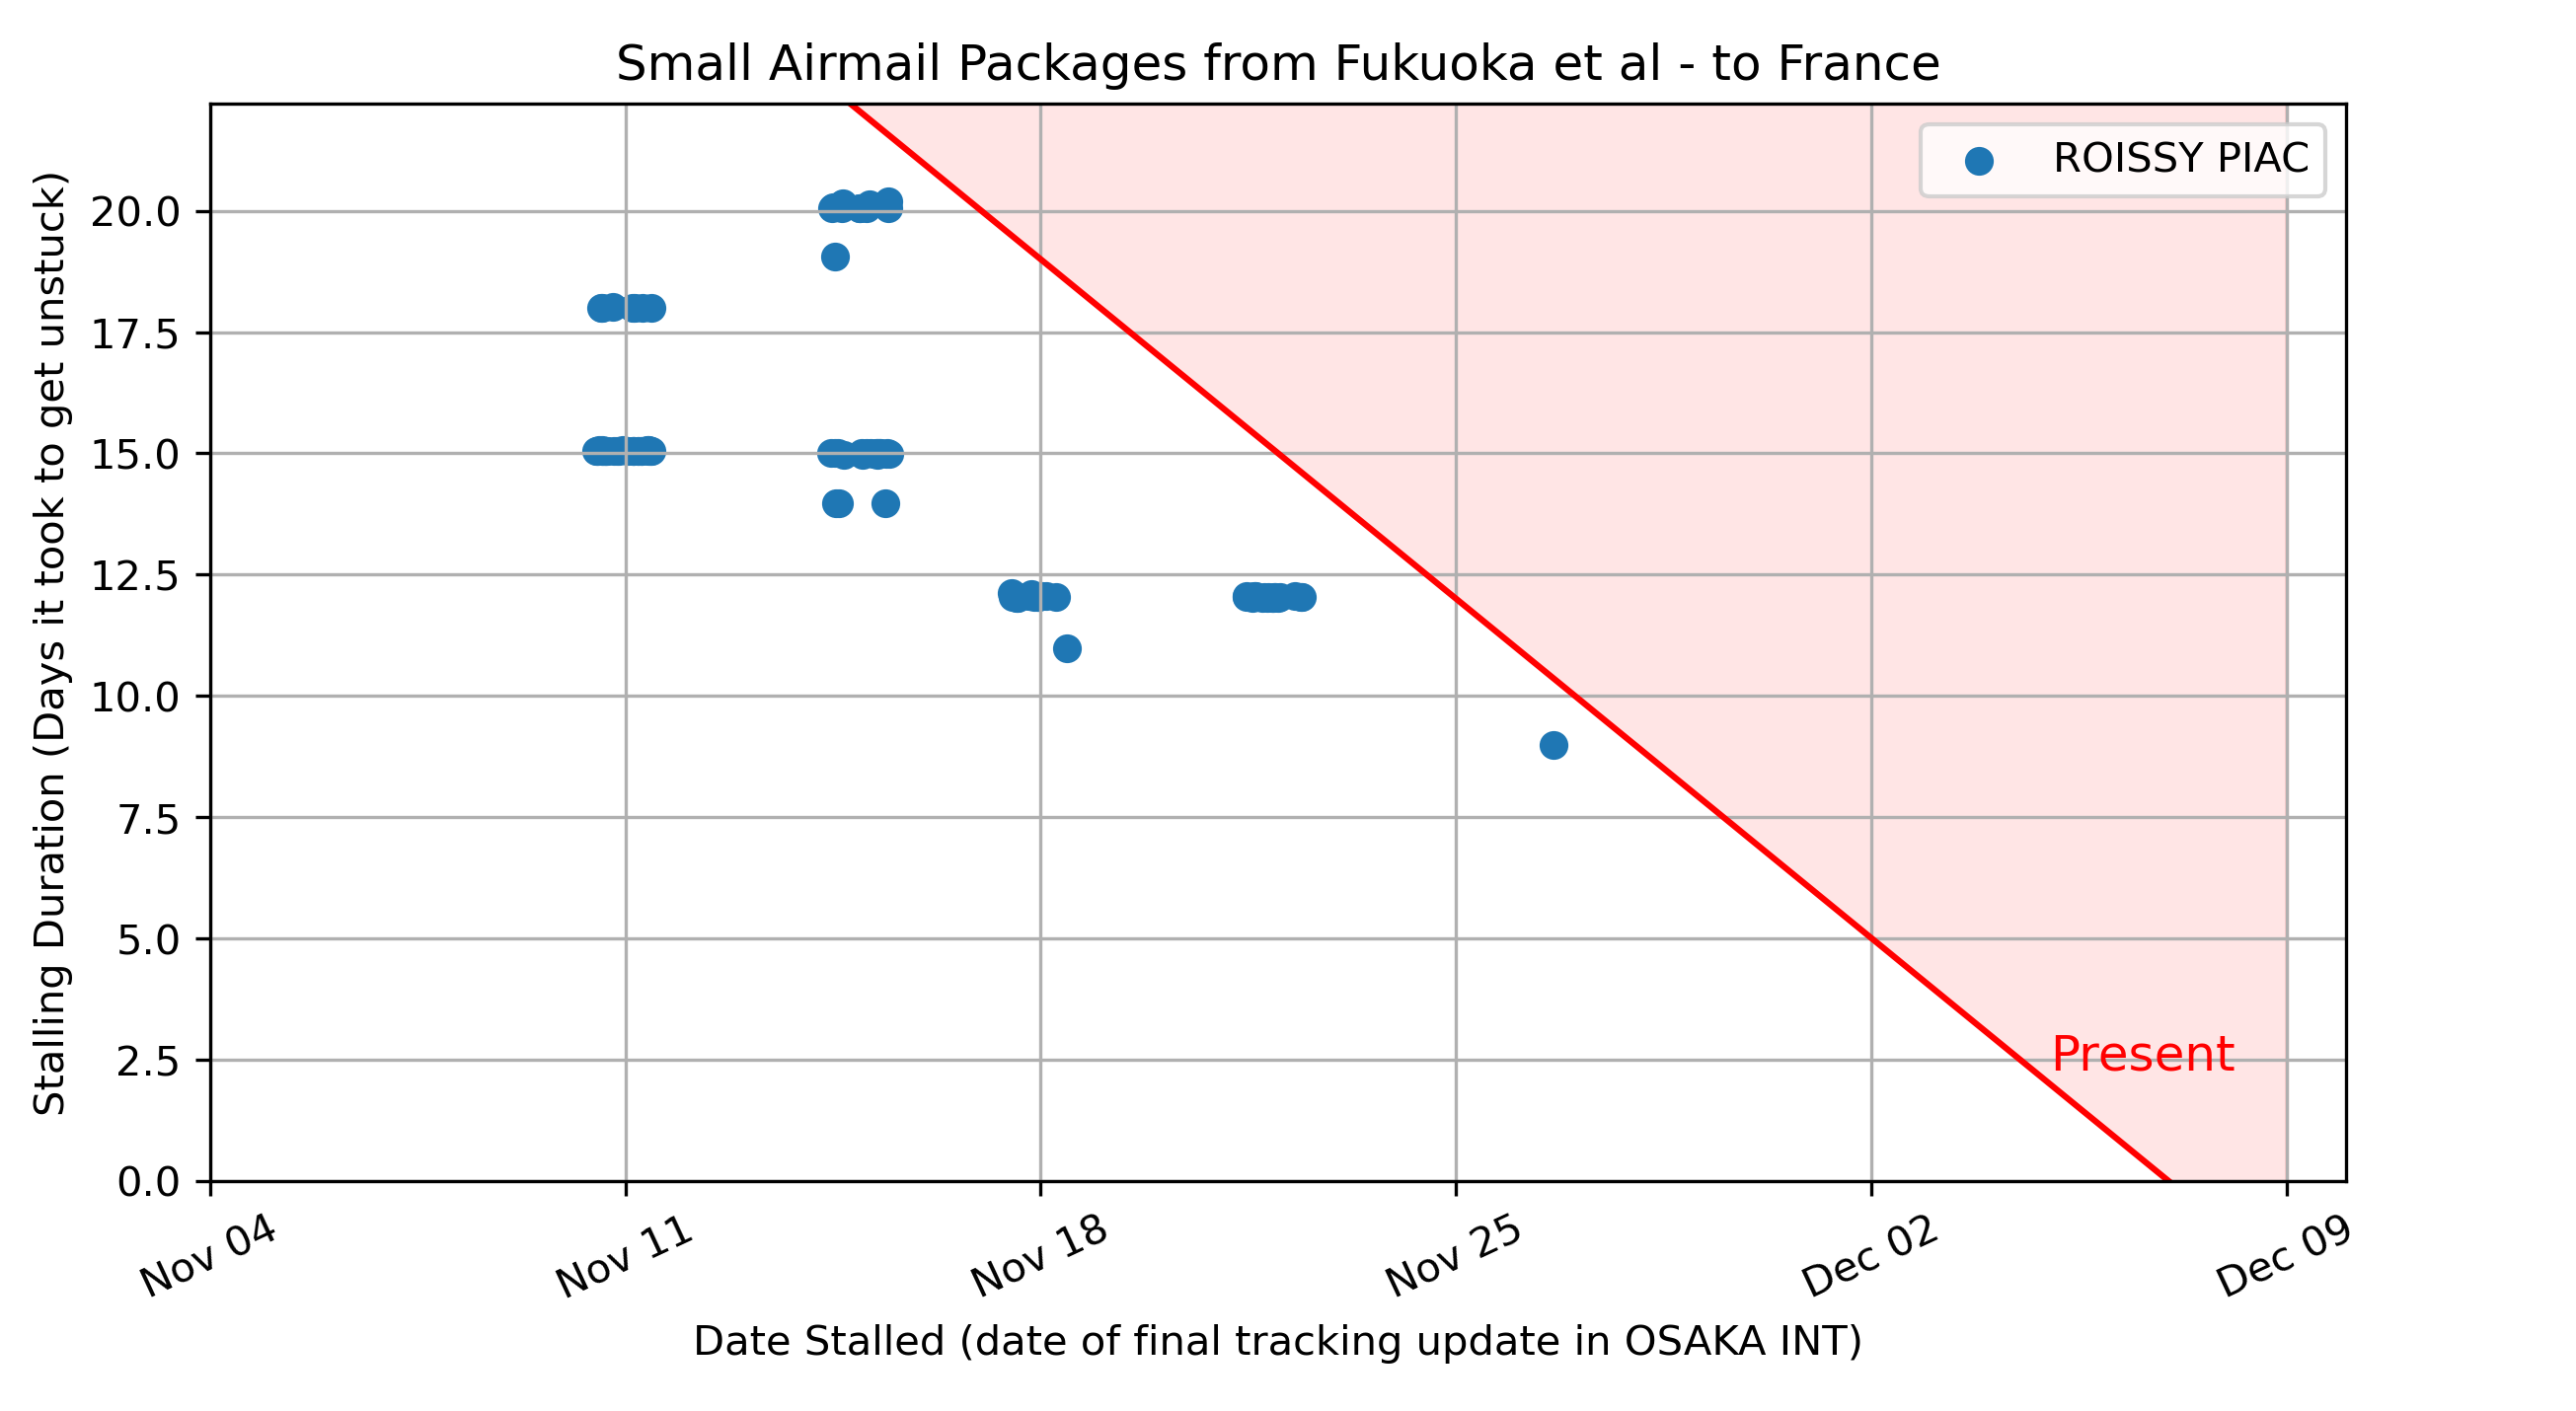 Small Airmail Packages from Fukuoka et al - to France
ROISSY PIAC
Stalling Duration (Days it took to get unstuck)
20.0
17.5
15.0
12.5
10.0
7.5
5.0
2.5
0.0
Present
Nov 04
Nov 11
Nov 18
Nov 25
Dec 02
Dec 09
Date Stalled (date of final tracking update in OSAKA INT)